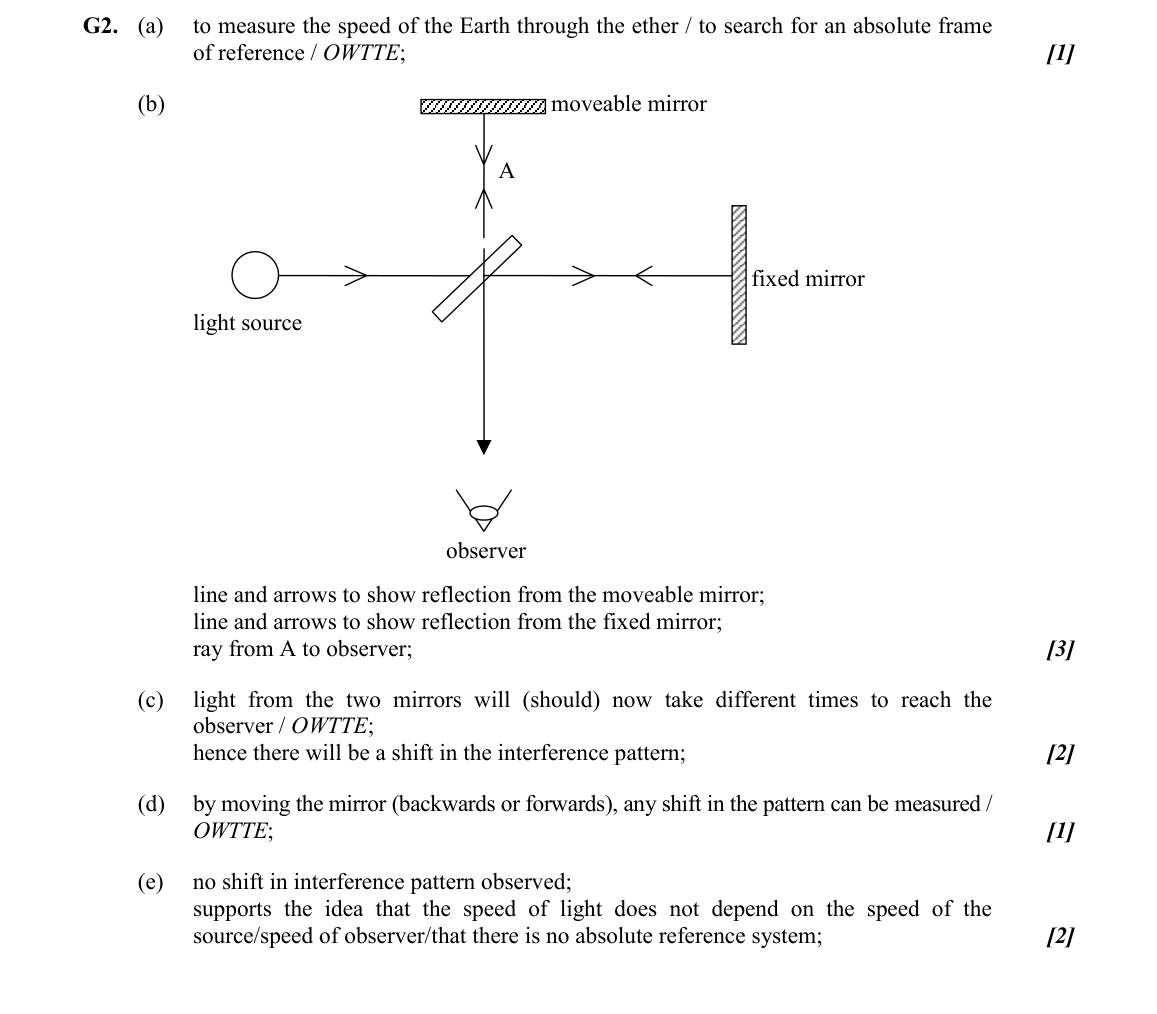 G2. (a) to measure the speed of the Earth through the ether / to search for an absolute frame
of reference / OWTTE; [1]
(b)
moveable mirror
A
fixed mirror
light source
observer
line and arrows to show reflection from the moveable mirror;
line and arrows to show reflection from the fixed mirror;
ray from A to observer; [3]
(c) light from the two mirrors will (should) now take different times to reach the
observer / OWTTE;
hence there will be a shift in the interference pattern; [2]
(d) by moving the mirror (backwards or forwards), any shift in the pattern can be measured /
OWTTE; [1]
(e) no shift in interference pattern observed;
supports the idea that the speed of light does not depend on the speed of the
source/speed of observer/that there is no absolute reference system; [2]